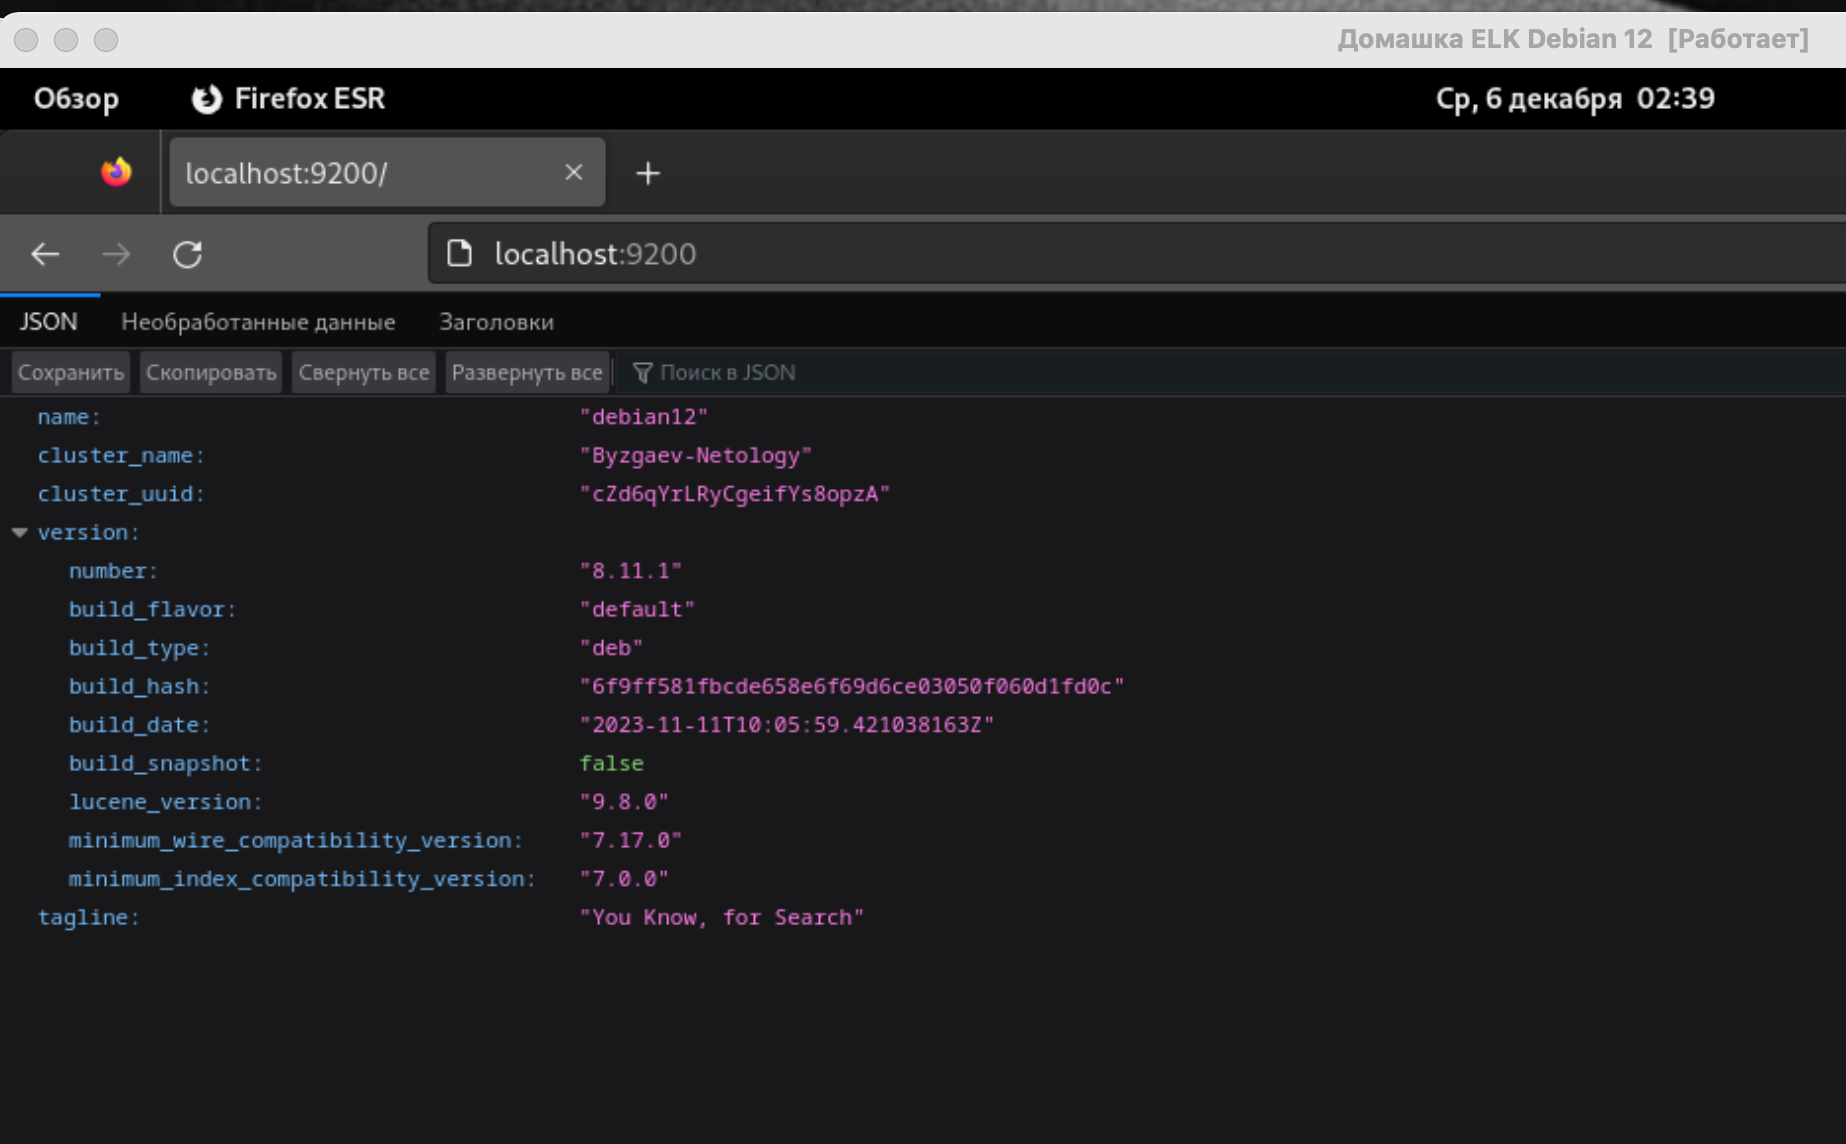 Домашка ELK Debian 12 [Работает]
Обзор Firefox ESR Ср, 6 декабря 02:39
localhost:9200/
localhost:9200
JSON Необработанные данные Заголовки
Сохранить Скопировать Свернуть все Развернуть все Поиск в JSON
name: "debian12"
cluster_name: "Byzgaev-Netology"
cluster_uuid: "cZd6qYrLRyCgeifYs8opzA"
version:
number: "8.11.1"
build_flavor: "default"
build_type: "deb"
build_hash: "6f9ff581fbcde658e6f69d6ce03050f060d1fd0c"
build_date: "2023-11-11T10:05:59.421038163Z"
build_snapshot: false
lucene_version: "9.8.0"
minimum_wire_compatibility_version: "7.17.0"
minimum_index_compatibility_version: "7.0.0"
tagline: "You Know, for Search"